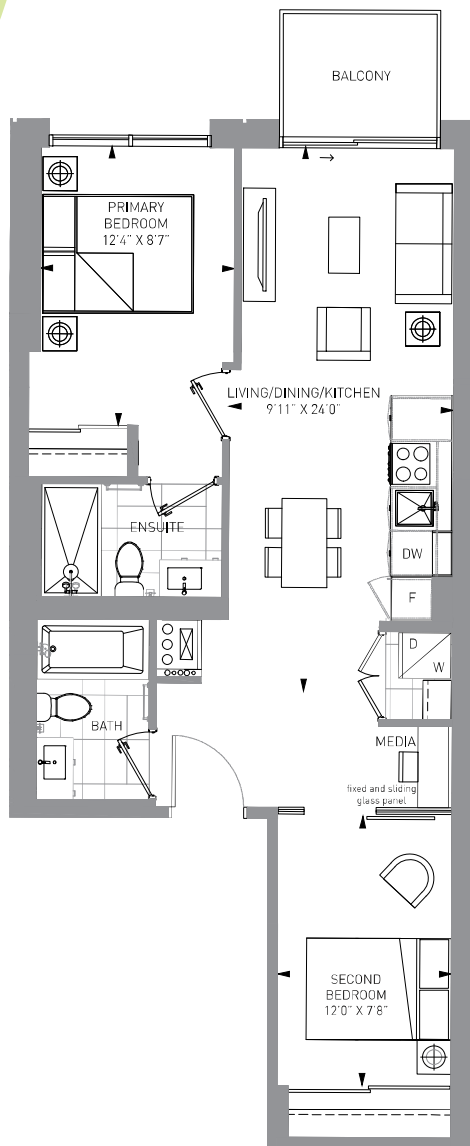 BALCONY
PRIMARY
BEDROOM
12'4" X 8'7"
LIVING/DINING/KITCHEN
9'11" X 24'0"
ENSUITE
DW
F
D
W
BATH
MEDIA
fixed and sliding
glass panel
SECOND
BEDROOM
12'0" X 7'8"